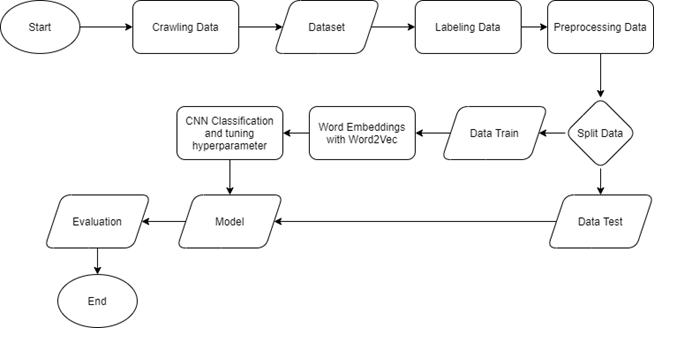 Start
Crawling Data
Dataset
Labeling Data
Preprocessing Data
CNN Classification
and tuning
hyperparameter
Word Embeddings
with Word2Vec
Data Train
Split Data
Evaluation
Model
Data Test
End